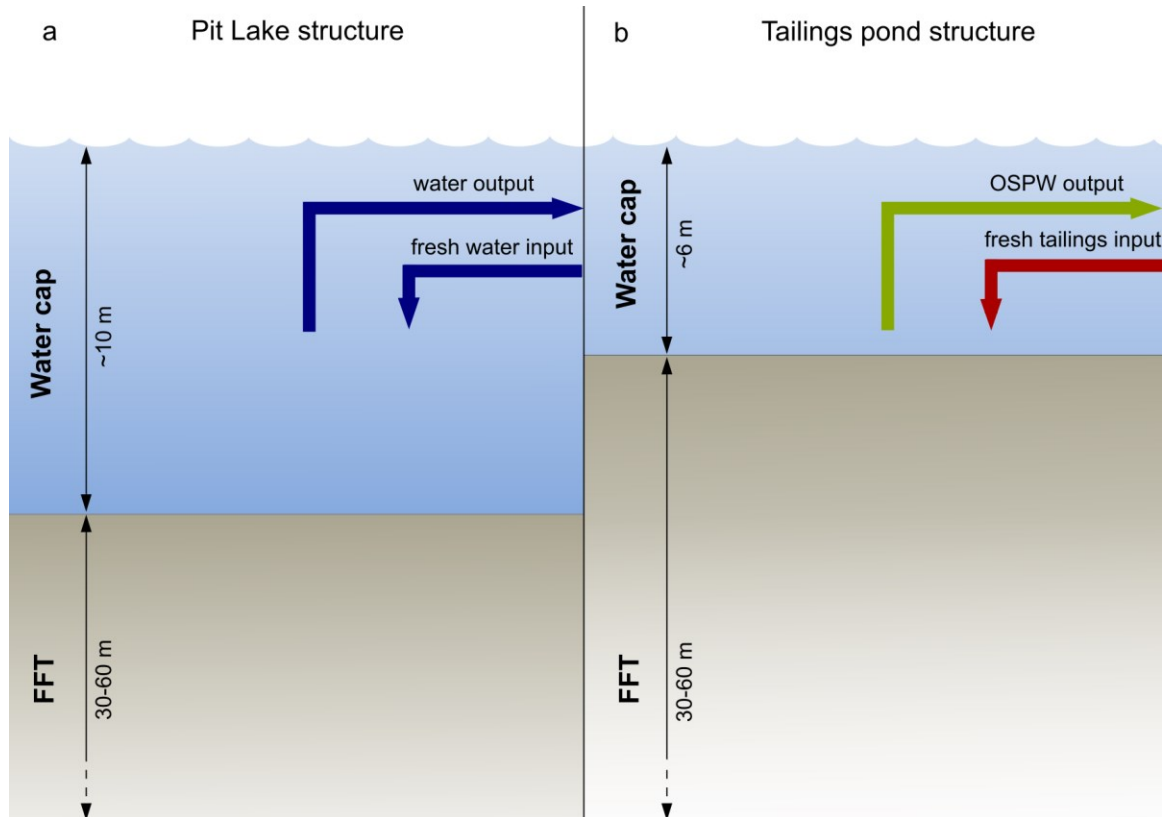 a
Pit Lake structure
water output
fresh water input
Water cap
~10 m
FFT
30-60 m
b
Tailings pond structure
OSPW output
fresh tailings input
Water cap
~6 m
FFT
30-60 m